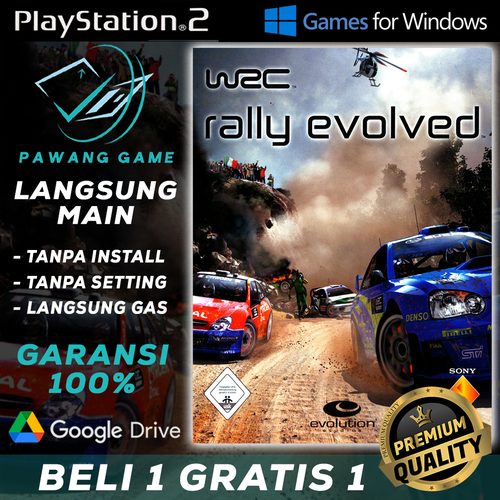 PlayStation®2
Games for Windows
PAWANG GAME
LANGSUNG
MAIN
- TANPA INSTALL
- TANPA SETTING
- LANGSUNG GAS
GARANSI
100%
Google Drive
WRC
rally evolved
DENSO
STi
evolution
SONY
PREMIUM
QUALITY
BELI 1 GRATIS 1